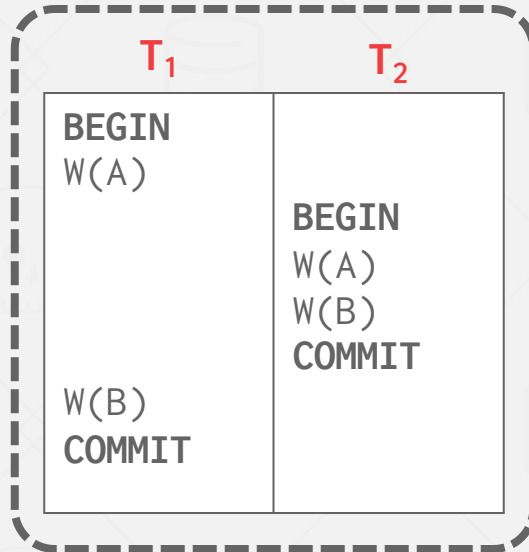 T₁ T₂
BEGIN
W(A)
BEGIN
W(A)
W(B)
COMMIT
W(B)
COMMIT